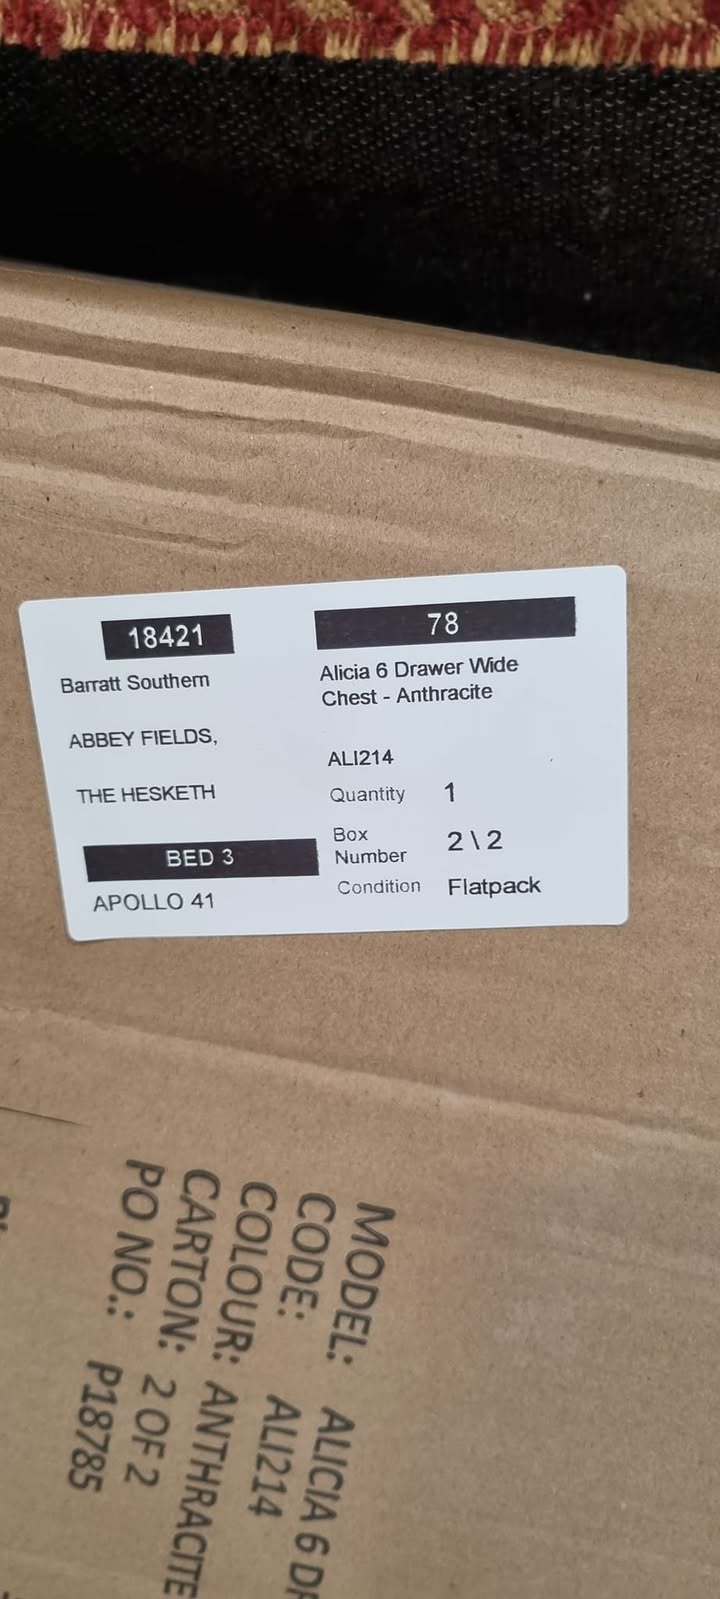 18421
Barratt Southern
ABBEY FIELDS,
THE HESKETH
BED 3
APOLLO 41
78
Alicia 6 Drawer Wide
Chest - Anthracite
ALI214
Quantity 1
Box
Number 2\2
Condition Flatpack
MODEL: ALICIA 6
CODE: ALI214
COLOUR: ANTHRACITE
CARTON: 2 OF 2
PO NO.: P18785